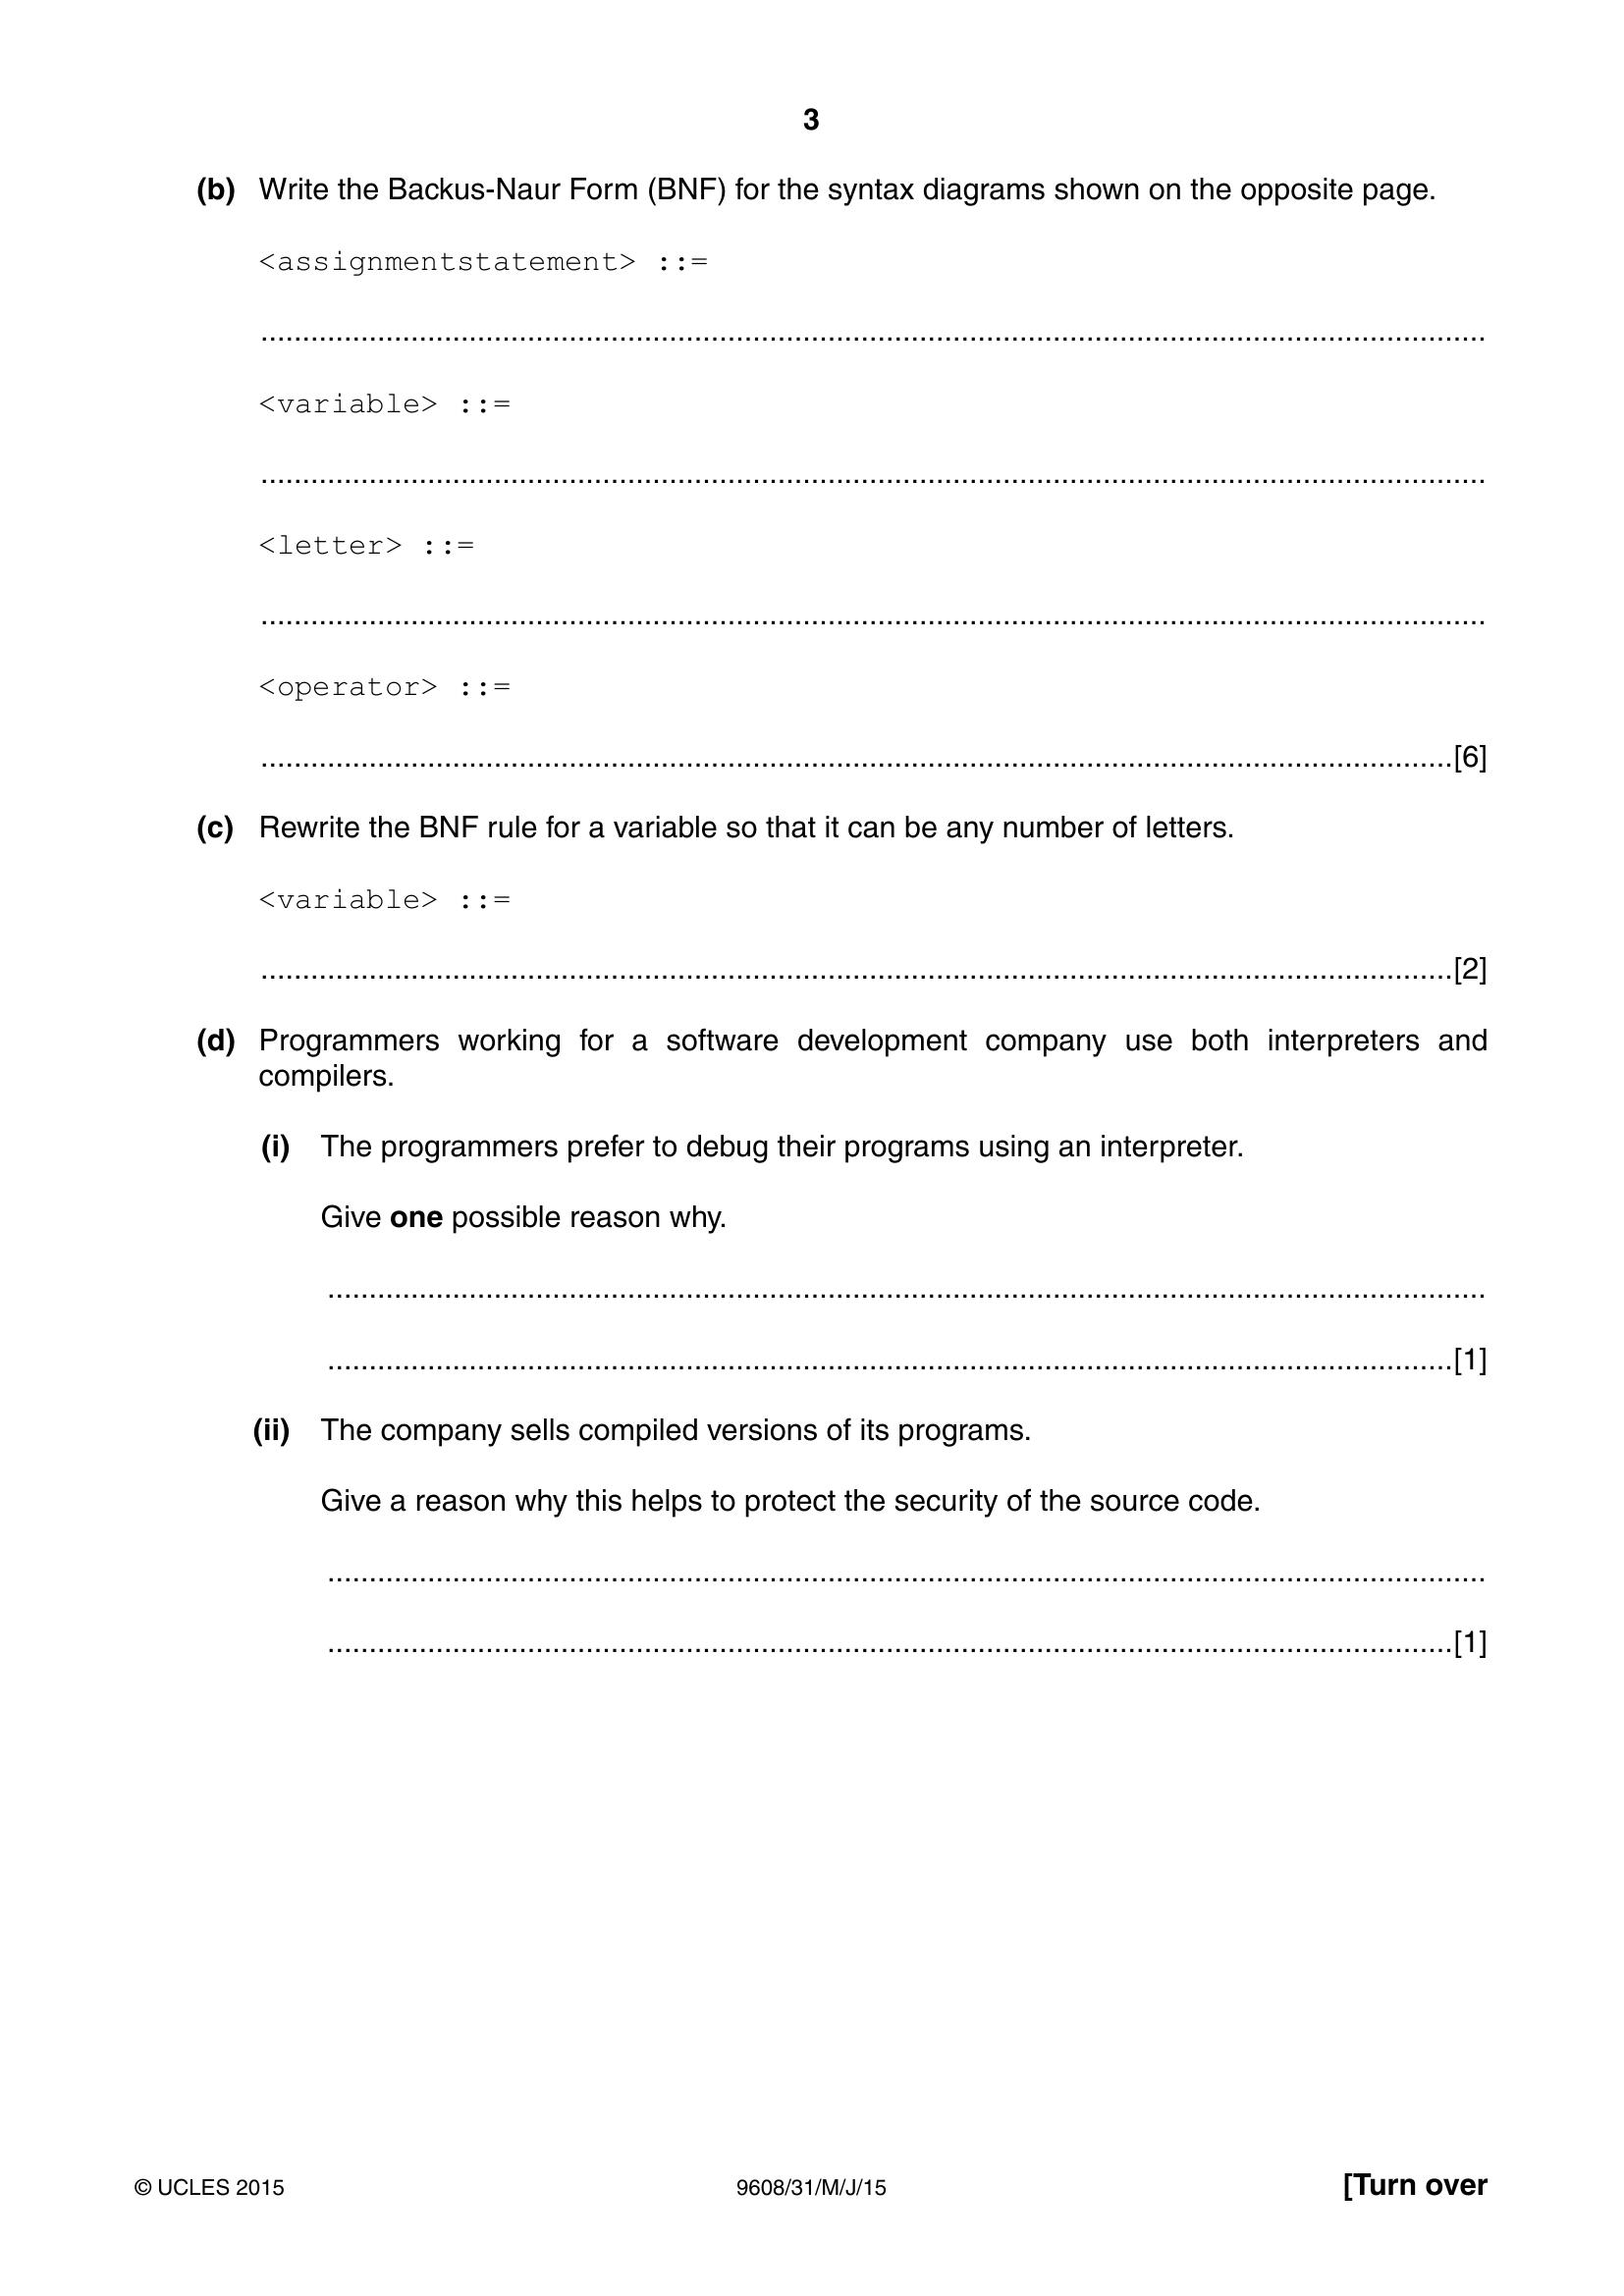 3
(b) Write the Backus-Naur Form (BNF) for the syntax diagrams shown on the opposite page.
<assignmentstatement> ::=
....................................................................................................................................................
<variable> ::=
....................................................................................................................................................
<letter> ::=
....................................................................................................................................................
<operator> ::=
................................................................................................................................................[6]
(c) Rewrite the BNF rule for a variable so that it can be any number of letters.
<variable> ::=
................................................................................................................................................[2]
(d) Programmers working for a software development company use both interpreters and
compilers.
(i) The programmers prefer to debug their programs using an interpreter.
Give one possible reason why.
............................................................................................................................................
........................................................................................................................................[1]
(ii) The company sells compiled versions of its programs.
Give a reason why this helps to protect the security of the source code.
............................................................................................................................................
........................................................................................................................................[1]
© UCLES 2015 9608/31/M/J/15 [Turn over